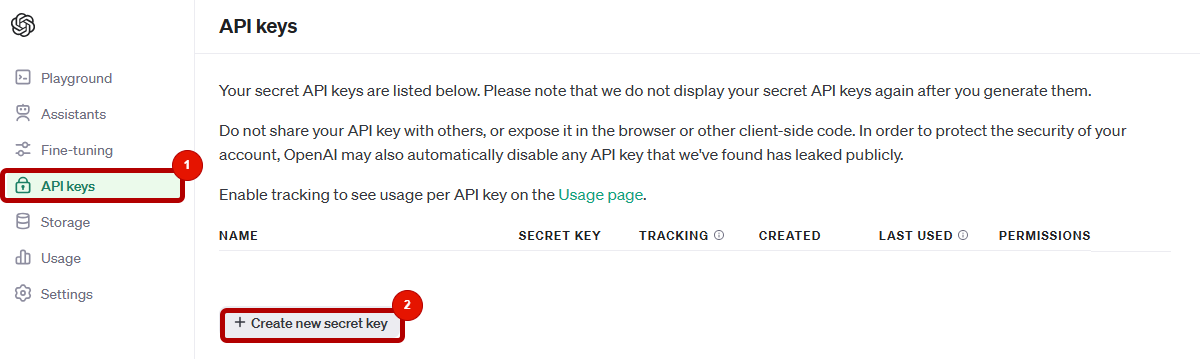 API keys
Playground
Assistants
Fine-tuning
1
API keys
Storage
Usage
Settings
Your secret API keys are listed below. Please note that we do not display your secret API keys again after you generate them.
Do not share your API key with others, or expose it in the browser or other client-side code. In order to protect the security of your
account, OpenAI may also automatically disable any API key that we've found has leaked publicly.
Enable tracking to see usage per API key on the Usage page.
NAME SECRET KEY TRACKING CREATED LAST USED PERMISSIONS
2
+ Create new secret key